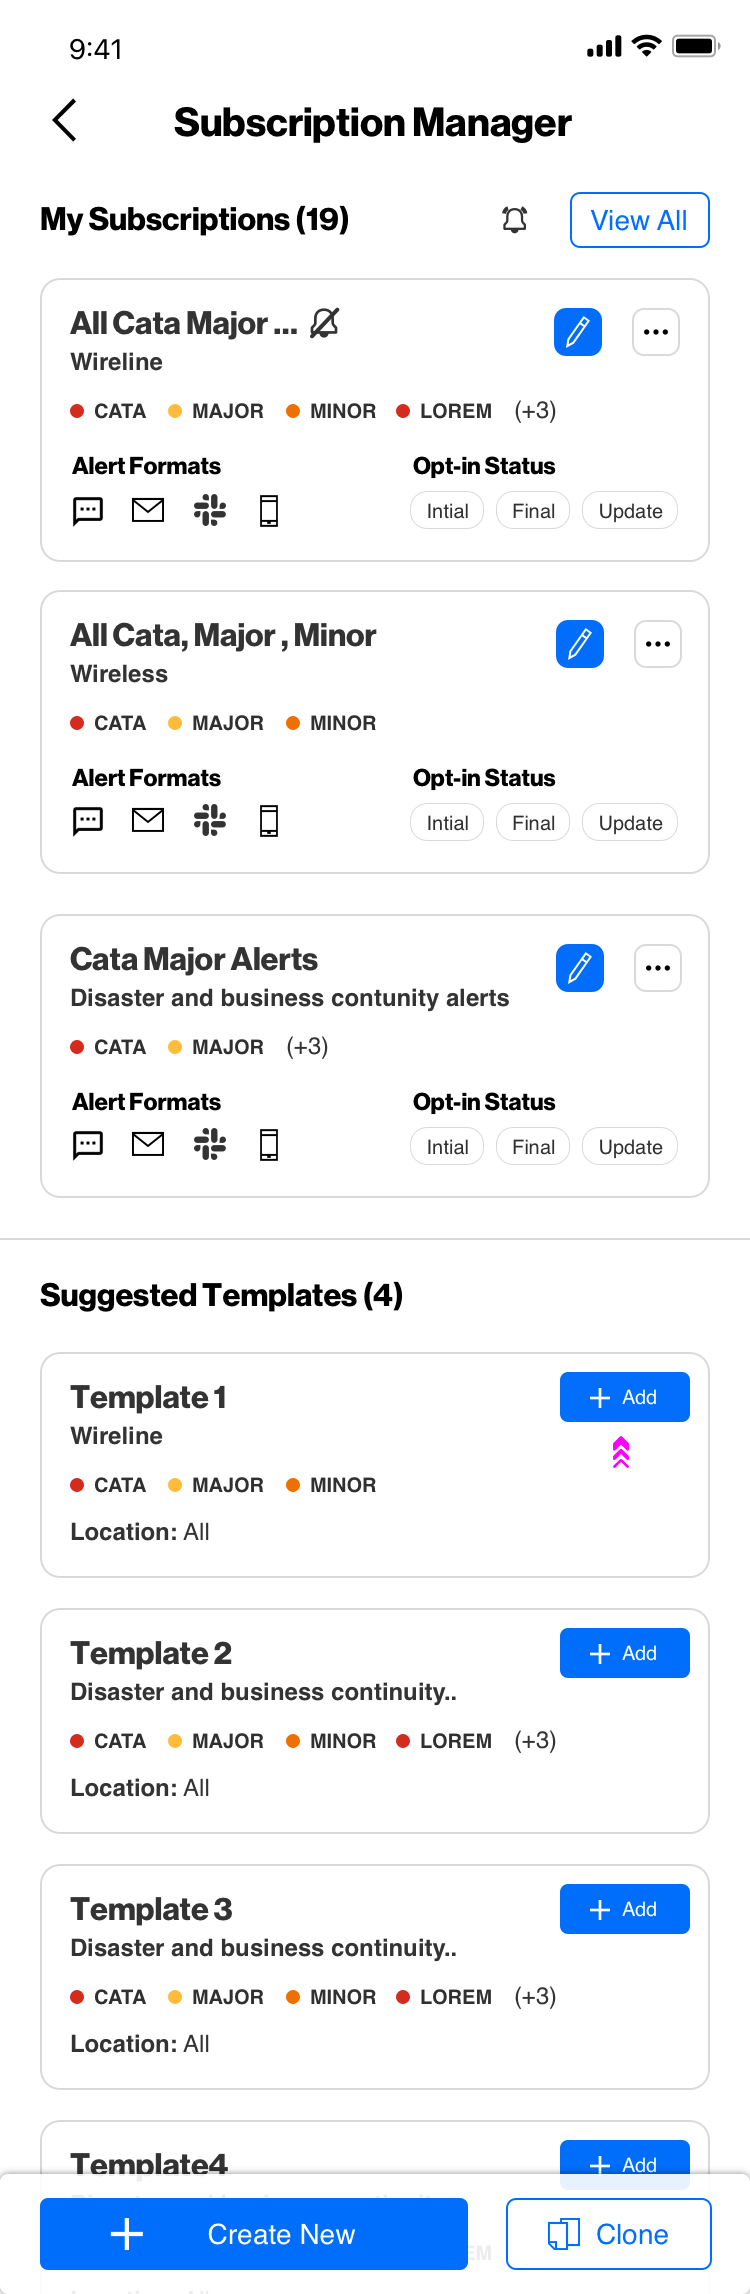 9:41
Subscription Manager
My Subscriptions (19)
View All
All Cata Major ...
Wireline
CATA MAJOR MINOR LOREM (+3)
Alert Formats Opt-in Status
Intial Final Update
All Cata, Major , Minor
Wireless
CATA MAJOR MINOR
Alert Formats Opt-in Status
Intial Final Update
Cata Major Alerts
Disaster and business contunity alerts
CATA MAJOR (+3)
Alert Formats Opt-in Status
Intial Final Update
Suggested Templates (4)
Template 1 Add
Wireline
CATA MAJOR MINOR
Location: All
Template 2 Add
Disaster and business continuity..
CATA MAJOR MINOR LOREM (+3)
Location: All
Template 3 Add
Disaster and business continuity..
CATA MAJOR MINOR LOREM (+3)
Location: All
Template4 Add
Create New Clone